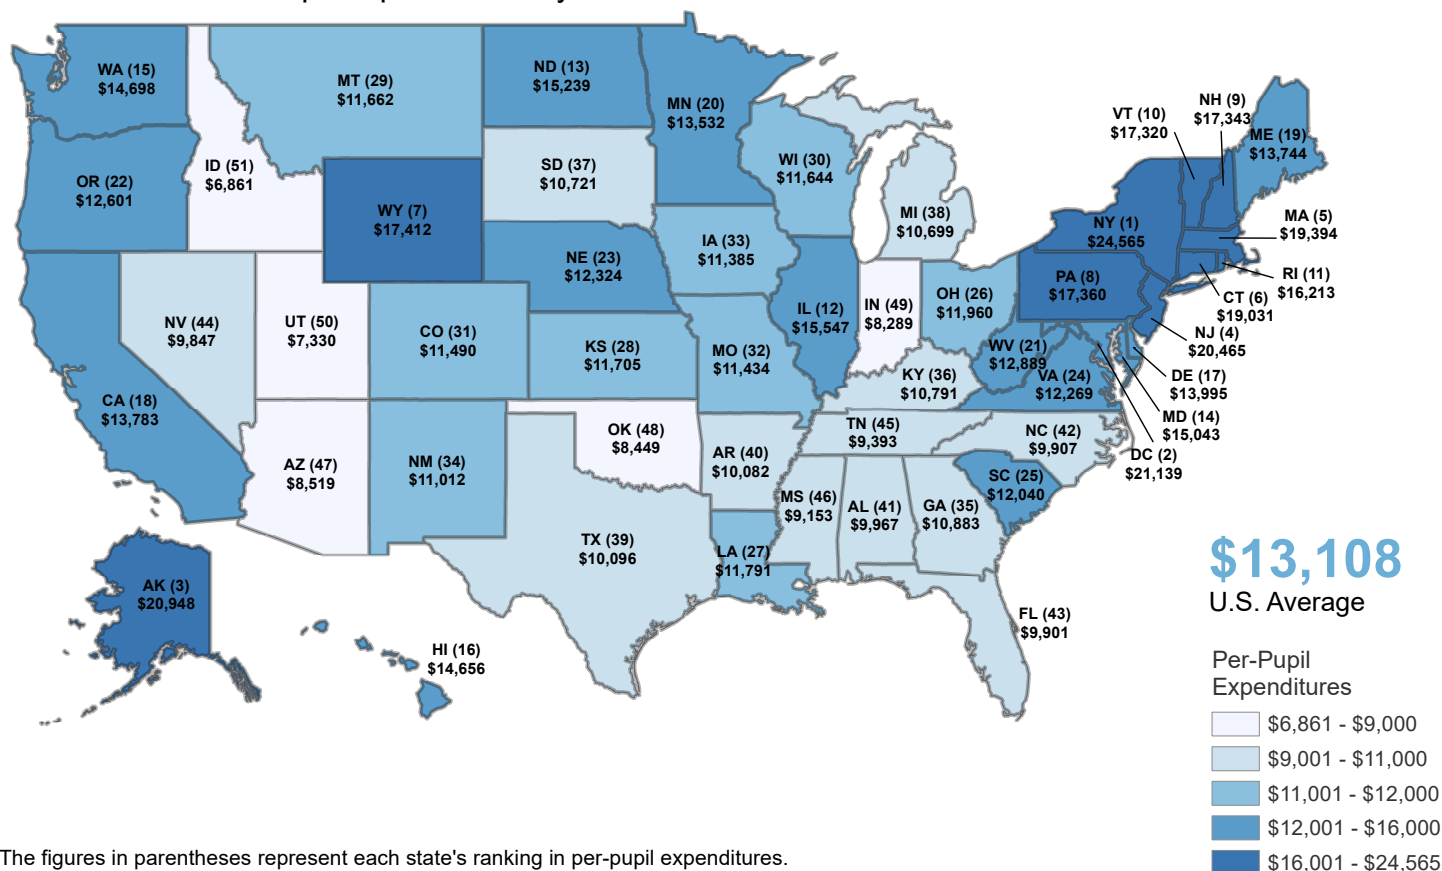 WA (15)
$14,698
MT (29)
$11,662
ND (13)
$15,239
MN (20)
$13,532
VT (10)
$17,320
NH (9)
$17,343
ME (19)
$13,744
ID (51)
$6,861
OR (22)
$12,601
WY (7)
$17,412
SD (37)
$10,721
WI (30)
$11,644
MI (38)
$10,699
NY (1)
$24,565
MA (5)
$19,394
RI (11)
$16,213
CT (6)
$19,031
NJ (4)
$20,465
PA (8)
$17,360
NE (23)
$12,324
IA (33)
$11,385
IL (12)
$15,547
IN (49)
$8,289
OH (26)
$11,960
NV (44)
$9,847
UT (50)
$7,330
CO (31)
$11,490
KS (28)
$11,705
MO (32)
$11,434
WV (21)
$12,889
VA (24)
$12,269
KY (36)
$10,791
DE (17)
$13,995
MD (14)
$15,043
DC (2)
$21,139
CA (18)
$13,783
AZ (47)
$8,519
NM (34)
$11,012
OK (48)
$8,449
AR (40)
$10,082
TN (45)
$9,393
NC (42)
$9,907
SC (25)
$12,040
MS (46)
$9,153
AL (41)
$9,967
GA (35)
$10,883
TX (39)
$10,096
LA (27)
$11,791
FL (43)
$9,901
AK (3)
$20,948
HI (16)
$14,656
$13,108
U.S. Average
Per-Pupil
Expenditures
$6,861 - $9,000
$9,001 - $11,000
$11,001 - $12,000
$12,001 - $16,000
$16,001 - $24,565
The figures in parentheses represent each state's ranking in per-pupil expenditures.